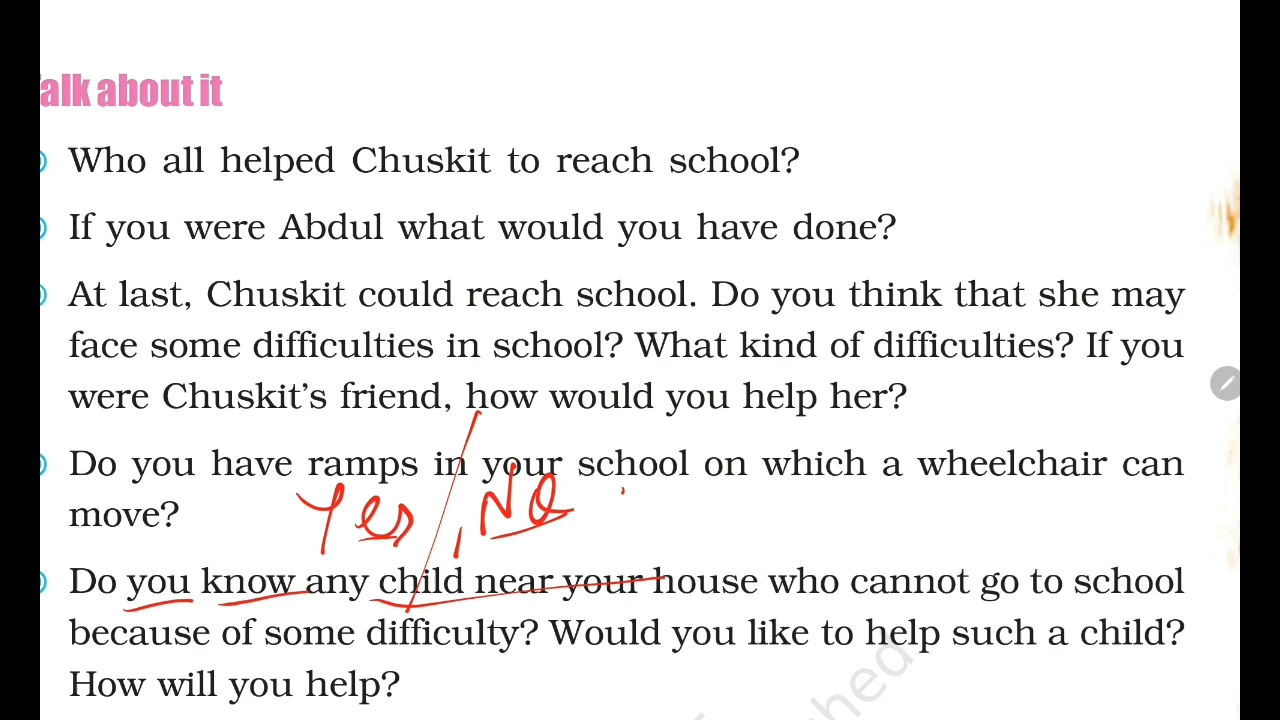 alk about it
Who all helped Chuskit to reach school?
If you were Abdul what would you have done?
At last, Chuskit could reach school. Do you think that she may
face some difficulties in school? What kind of difficulties? If you
were Chuskit's friend, how would you help her?
Do you have ramps in your school on which a wheelchair can
move?
Yes / , No
Do you know any child near your house who cannot go to school
because of some difficulty? Would you like to help such a child?
How will you help?